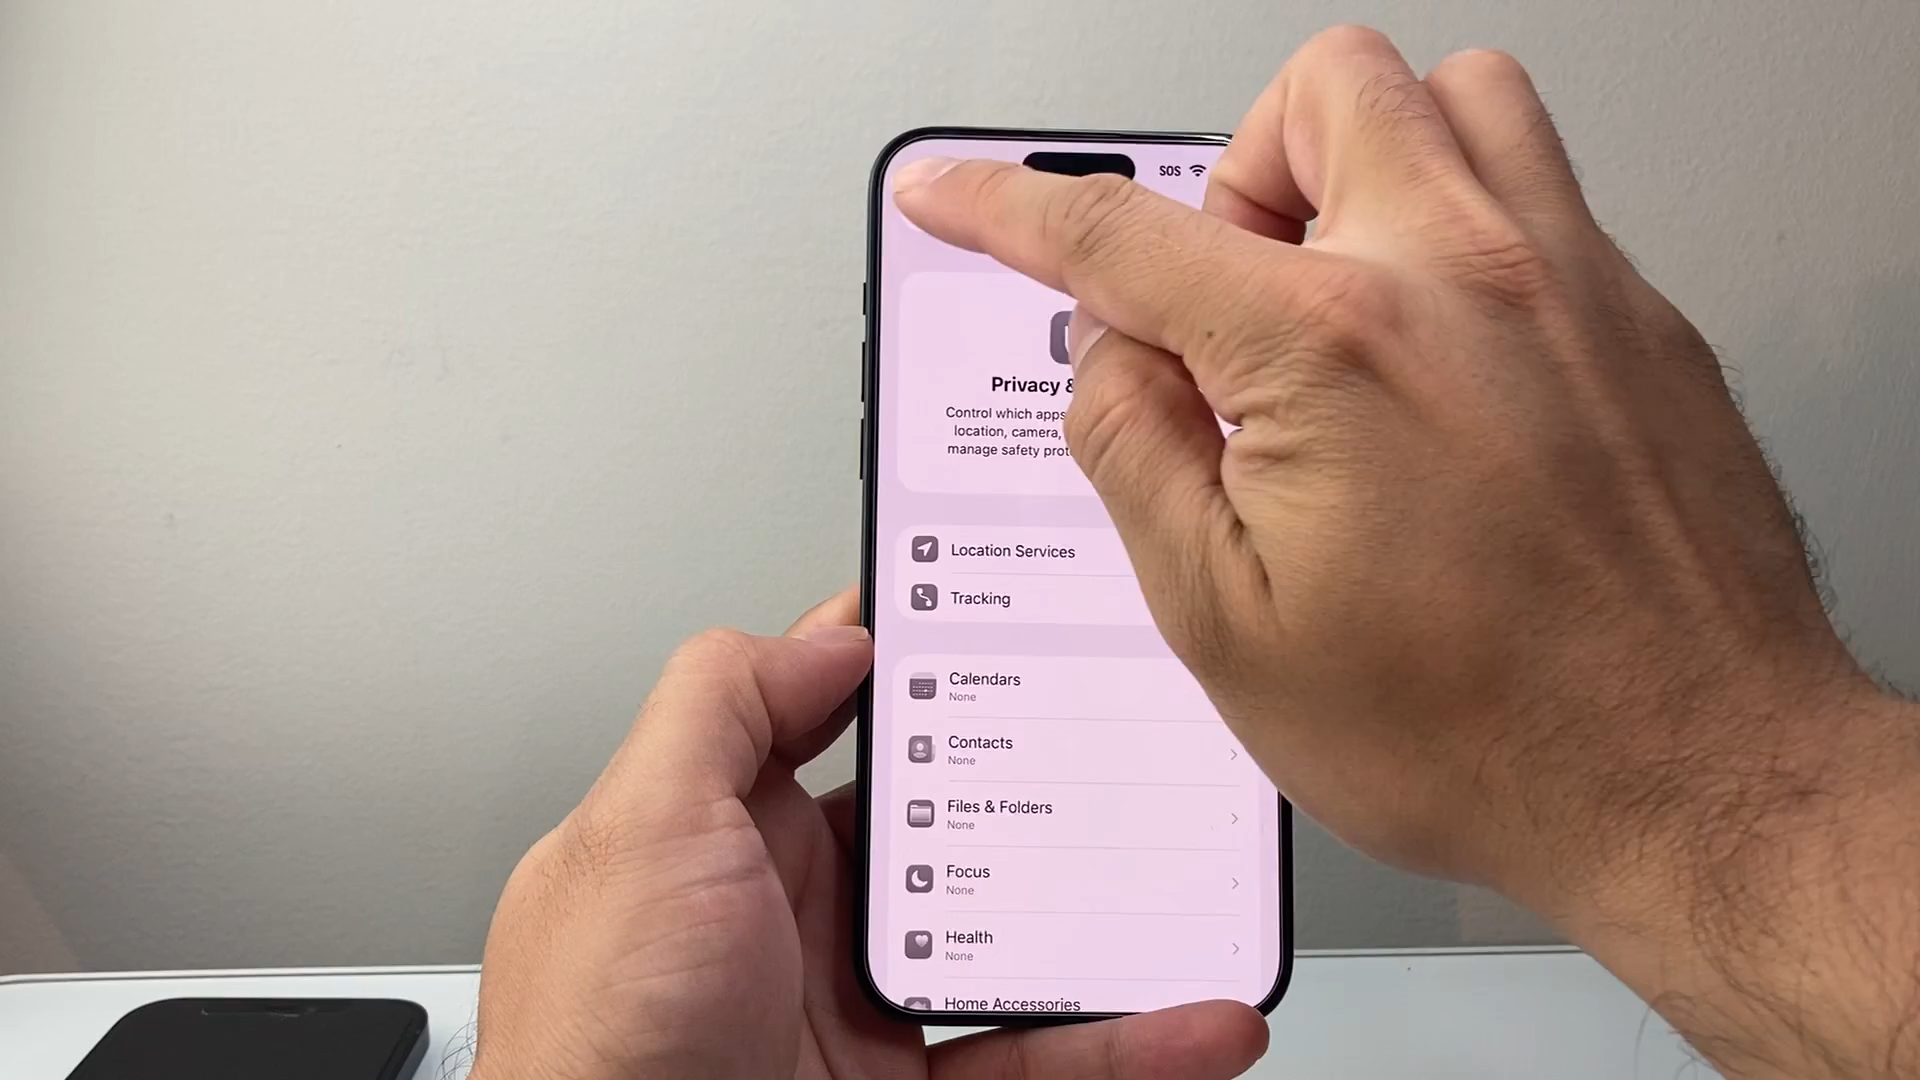 SOS
Privacy &
Control which apps
location, camera,
manage safety
Location Services
Tracking
Calendars
None
Contacts
None
Files & Folders
None
Focus
None
Health
None
Home Accessories